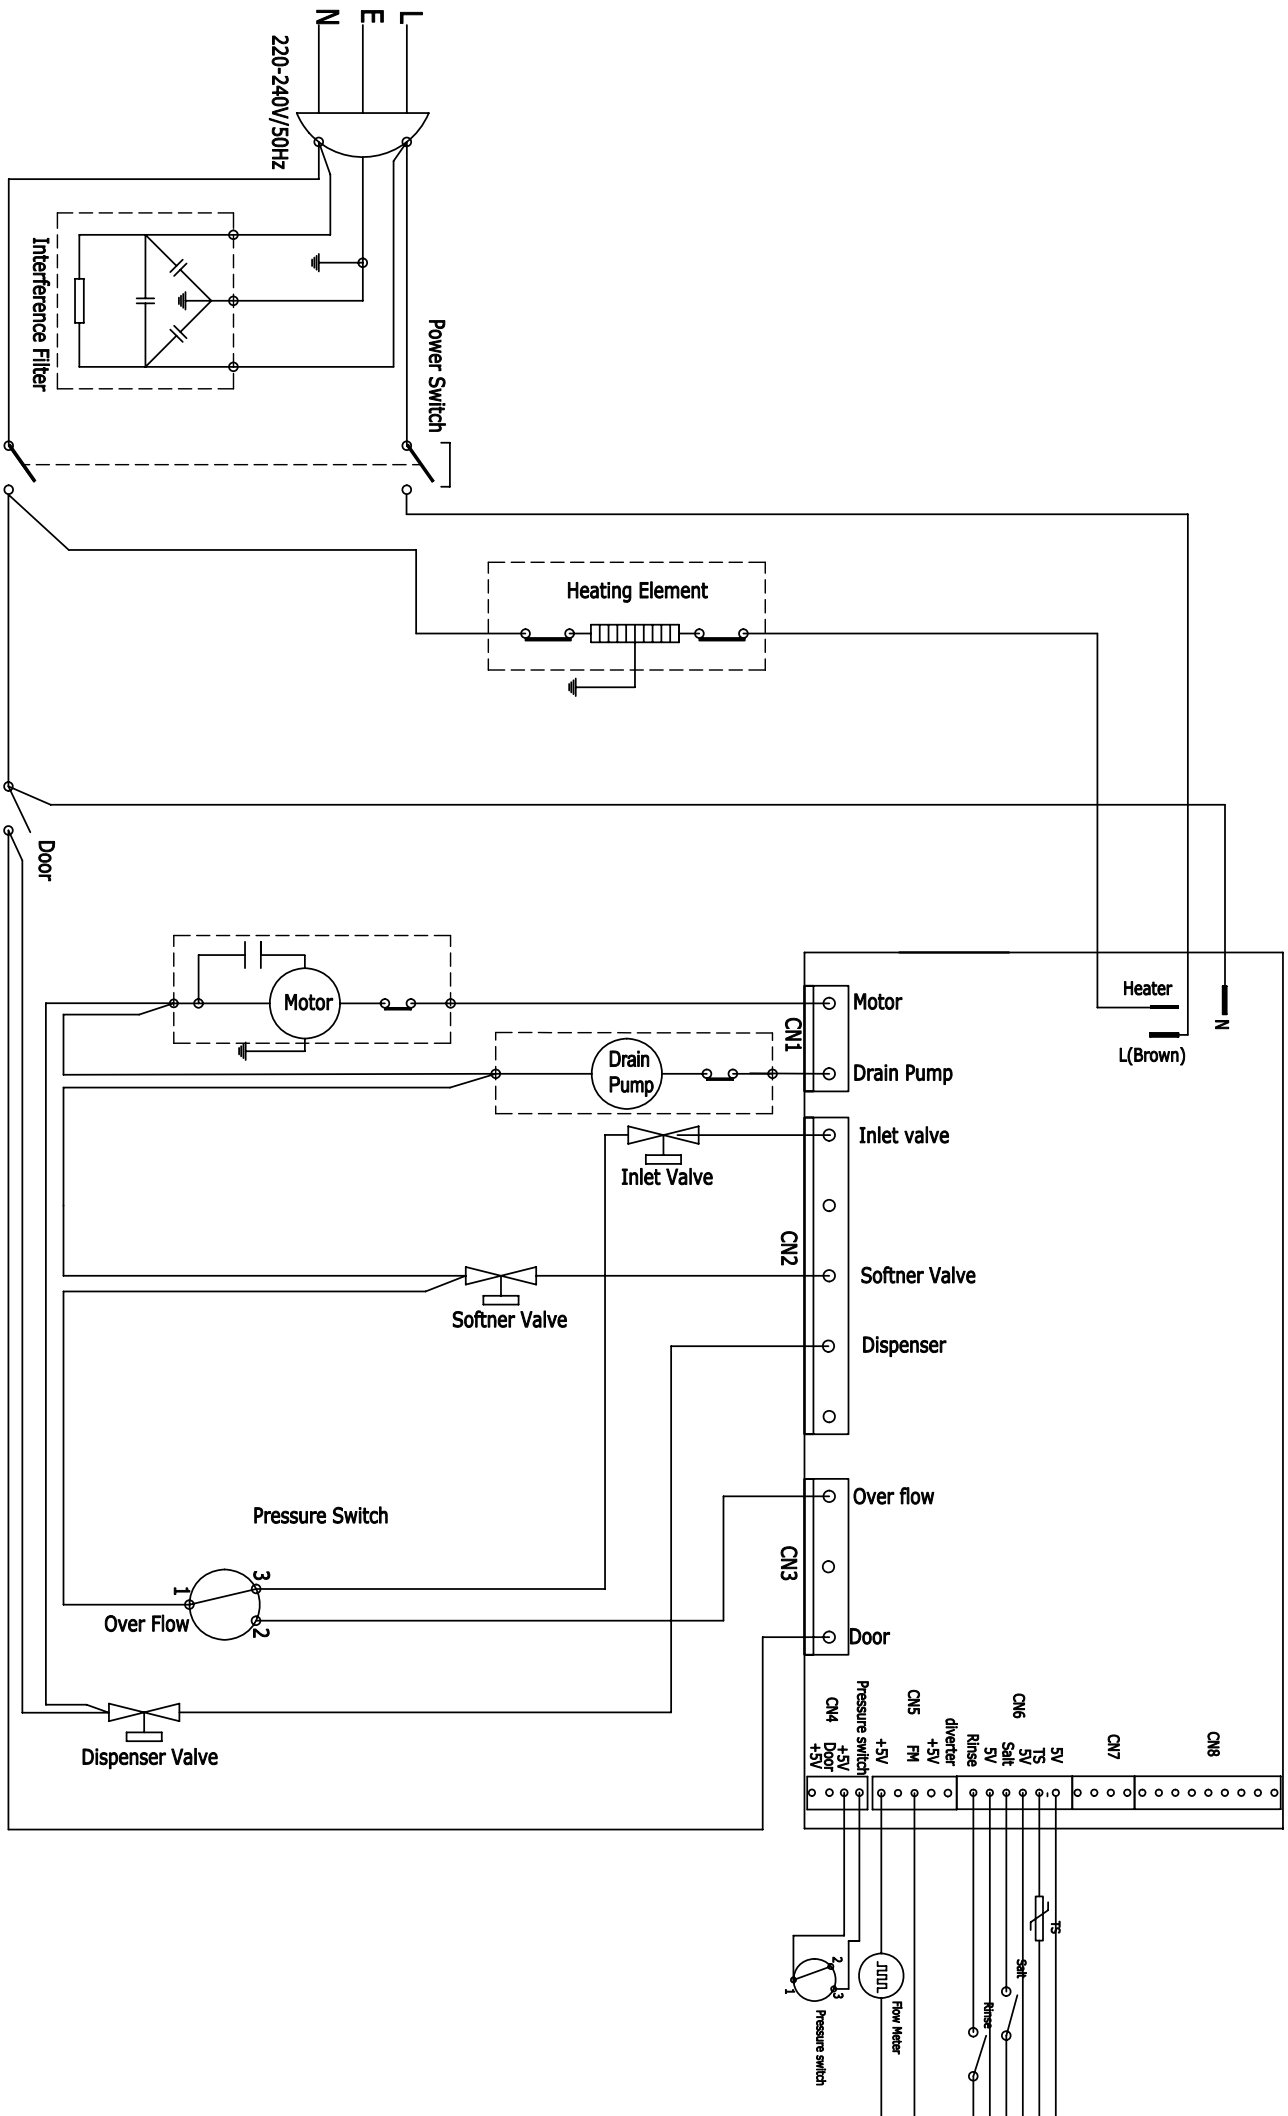 L
E
N
220-240V/50Hz
Interference Filter
Power Switch
Heating Element
Door
Heater
N
L(Brown)
Motor
CN1
Motor
Drain
Pump
Drain Pump
Inlet valve
Inlet Valve
CN2
Softner Valve
Softner Valve
Dispenser
Pressure Switch
Over flow
CN3
3
1
2
Over Flow
Door
Dispenser Valve
CN4
Pressure switch
+5V
Door
+5V
CN5
+5V
FM
+5V
diverter
CN6
Rinse
5V
Salt
5V
TS
5V
CN7
CN8
TS
Salt
Rinse
Flow Meter
2
3
1
Pressure switch